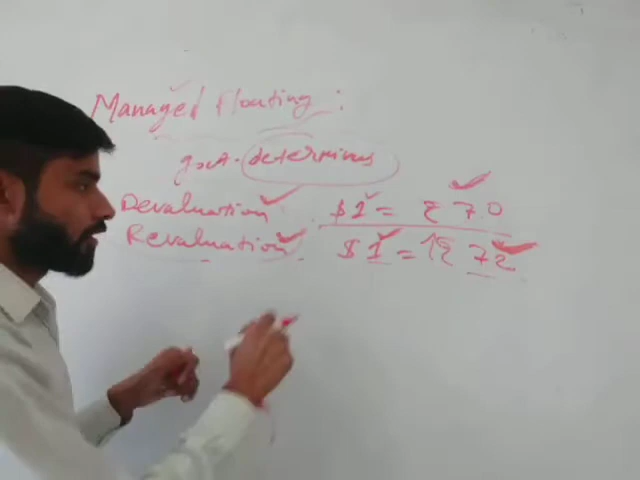 Managed Floating :
govt. determines
Devaluation . $1 = ₹ 70
Revaluation . $1 = ₹ 72